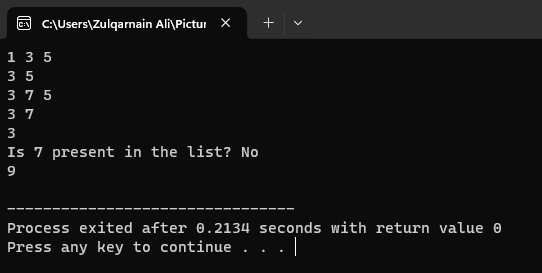 C:\Users\Zulqarnain Ali\Pictur
1 3 5
3 5
3 7 5
3 7
3
Is 7 present in the list? No
9
--------------------------------
Process exited after 0.2134 seconds with return value 0
Press any key to continue . . .